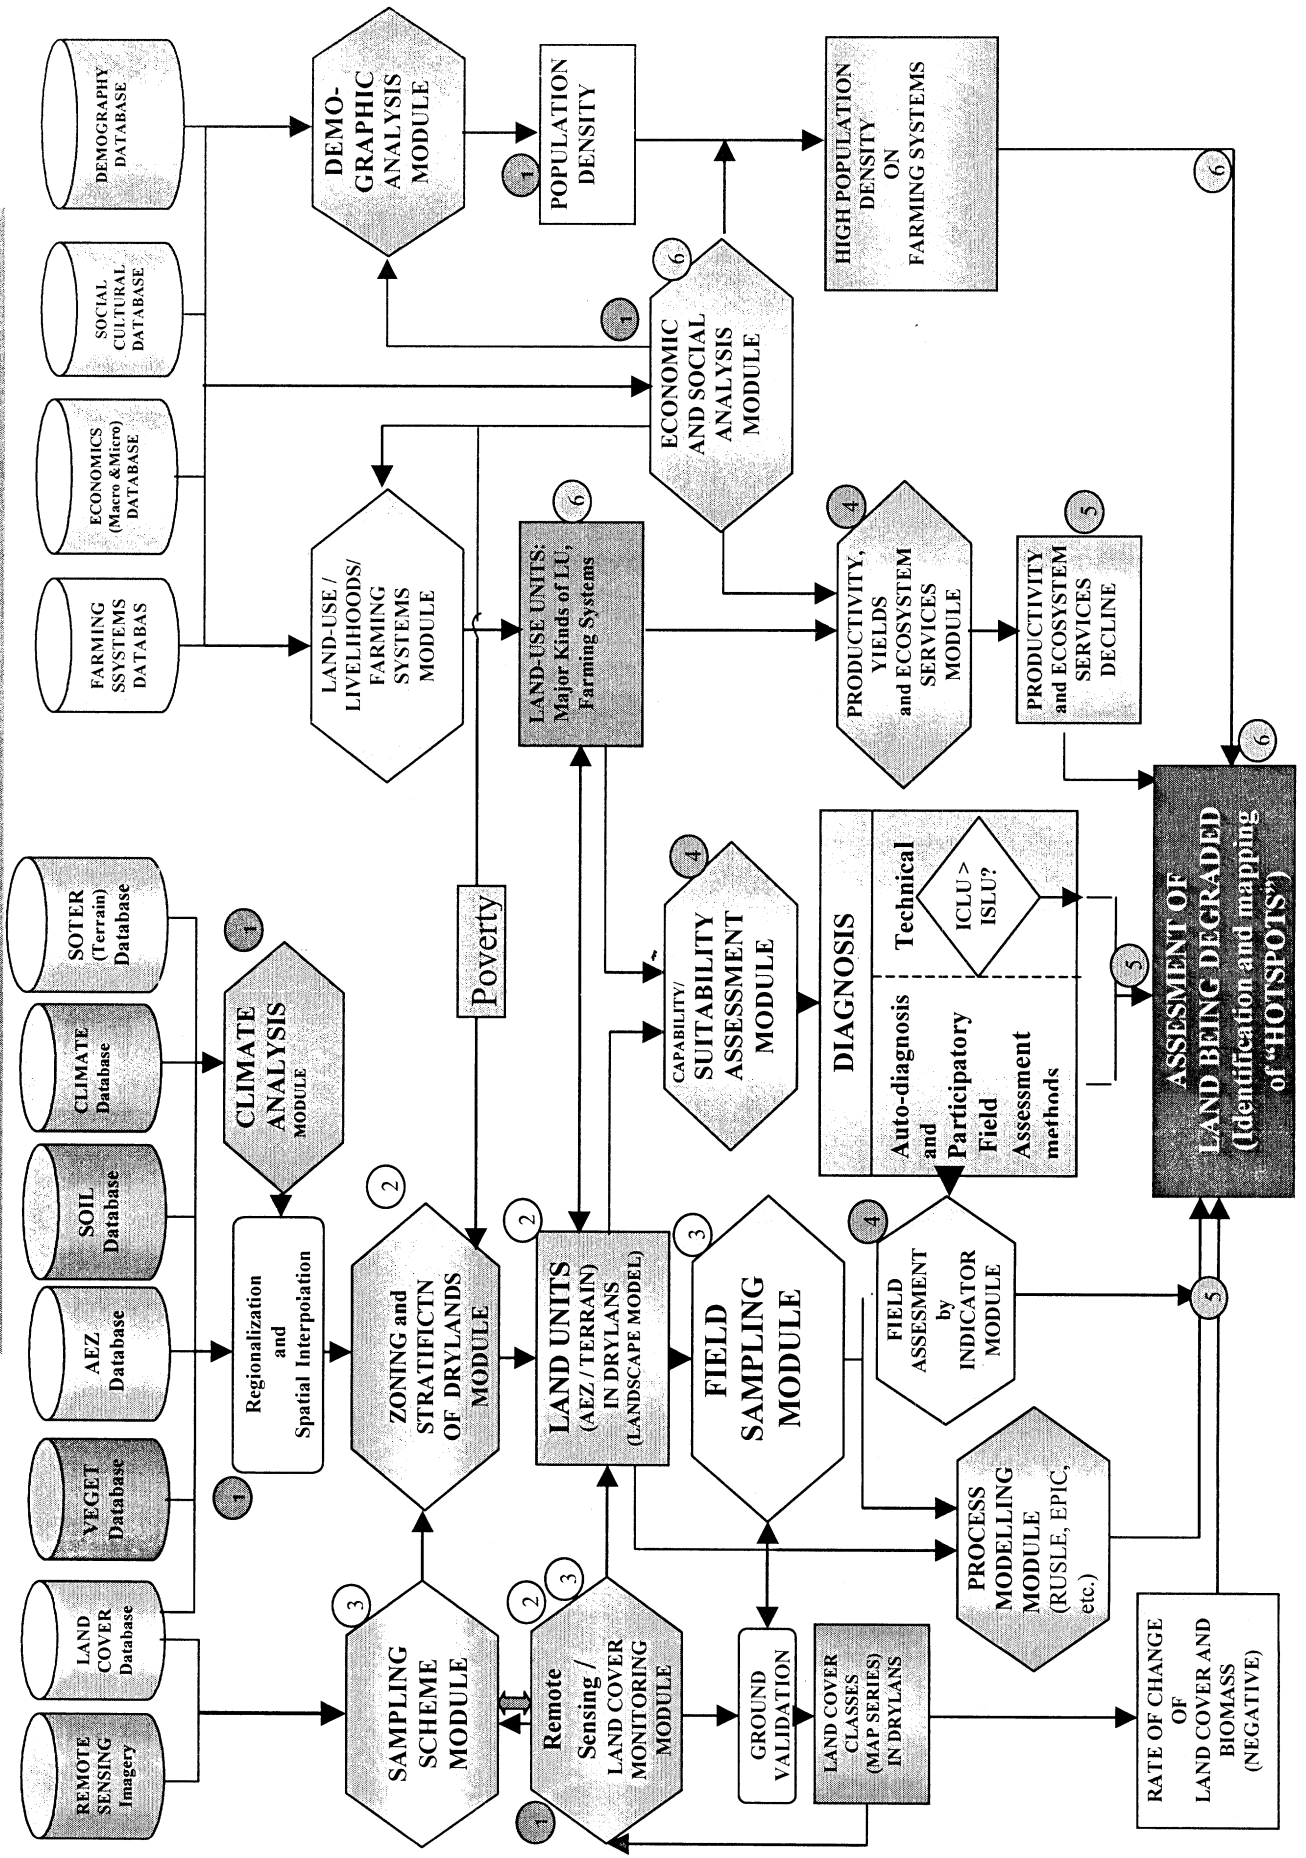 REMOTE
SENSING
Imagery
LAND
COVER
Database
VEGET
Database
AEZ
Database
SOIL
Database
CLIMATE
Database
SOTER
(Terrain)
Database
FARMING
SSYSTEMS
DATABAS
ECONOMICS
(Macro &Micro)
DATABASE
SOCIAL
CULTURAL
DATABASE
DEMOGRAPHY
DATABASE
1
Regionalization
and
Spatial Interpolation
CLIMATE
ANALYSIS
MODULE
1
LAND-USE /
LIVELIHOODS/
FARMING
SYSTEMS
MODULE
DEMO-
GRAPHIC
ANALYSIS
MODULE
SAMPLING
SCHEME
MODULE
3
ZONING and
STRATIFICTN
OF DRYLANDS
MODULE
2
Poverty
1
POPULATION
DENSITY
1
Remote
Sensing /
LAND COVER
MONITORING
MODULE
2
3
LAND UNITS
(AEZ / TERRAIN)
IN DRYLANS
(LANDSCAPE MODEL)
2
LAND-USE UNITS:
Major Kinds of LU,
Farming Systems
6
ECONOMIC
AND SOCIAL
ANALYSIS
MODULE
1
6
GROUND
VALIDATION
FIELD
SAMPLING
MODULE
3
CAPABILITY/
SUITABILITY
ASSESSMENT
MODULE
4
LAND COVER
CLASSES
(MAP SERIES)
IN DRYLANS
DIAGNOSIS
Auto-diagnosis
and
Participatory
Field
Assessment
methods
Technical
ICLU >
ISLU?
PRODUCTIVITY,
YIELDS
and ECOSYSTEM
SERVICES
MODULE
4
HIGH POPULATION
DENSITY
ON
FARMING SYSTEMS
PROCESS
MODELLING
MODULE
(RUSLE, EPIC,
etc.)
FIELD
ASSESMENT
by
INDICATOR
MODULE
4
PRODUCTIVITY
and ECOSYSTEM
SERVICES
DECLINE
5
RATE OF CHANGE
OF
LAND COVER AND
BIOMASS
(NEGATIVE)
5
5
ASSESMENT OF
LAND BEING DEGRADED
(Identification and mapping
of “HOTSPOTS”)
6
6